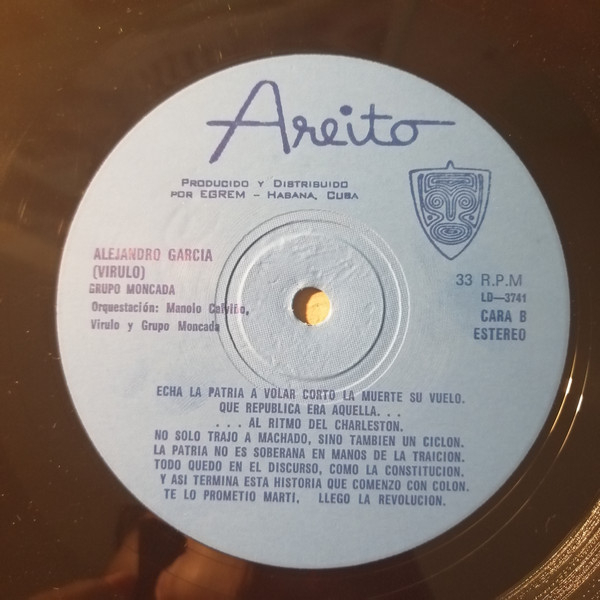 Areito
PRODUCIDO Y DISTRIBUIDO
POR EGREM – HABANA, CUBA
ALEJANDRO GARCIA
(VIRULO)
GRUPO MONCADA
Orquestación: Manolo
Virulo y Grupo Moncada
33 R.P.M
LD—3741
CARA B
ESTEREO
ECHA LA PATRIA A VOLAR CORTO LA MUERTE SU VUELO.
QUE REPUBLICA ERA AQUELLA. . .
. . . AL RITMO DEL CHARLESTON.
NO SOLO TRAJO A MACHADO, SINO TAMBIEN UN CICLON.
LA PATRIA NO ES SOBERANA EN MANOS DE LA TRAICION.
TODO QUEDO EN EL DISCURSO, COMO LA CONSTITUCION.
Y ASI TERMINA ESTA HISTORIA QUE COMENZO CON COLON.
TE LO PROMETIO MARTI, LLEGO LA REVOLUCION.